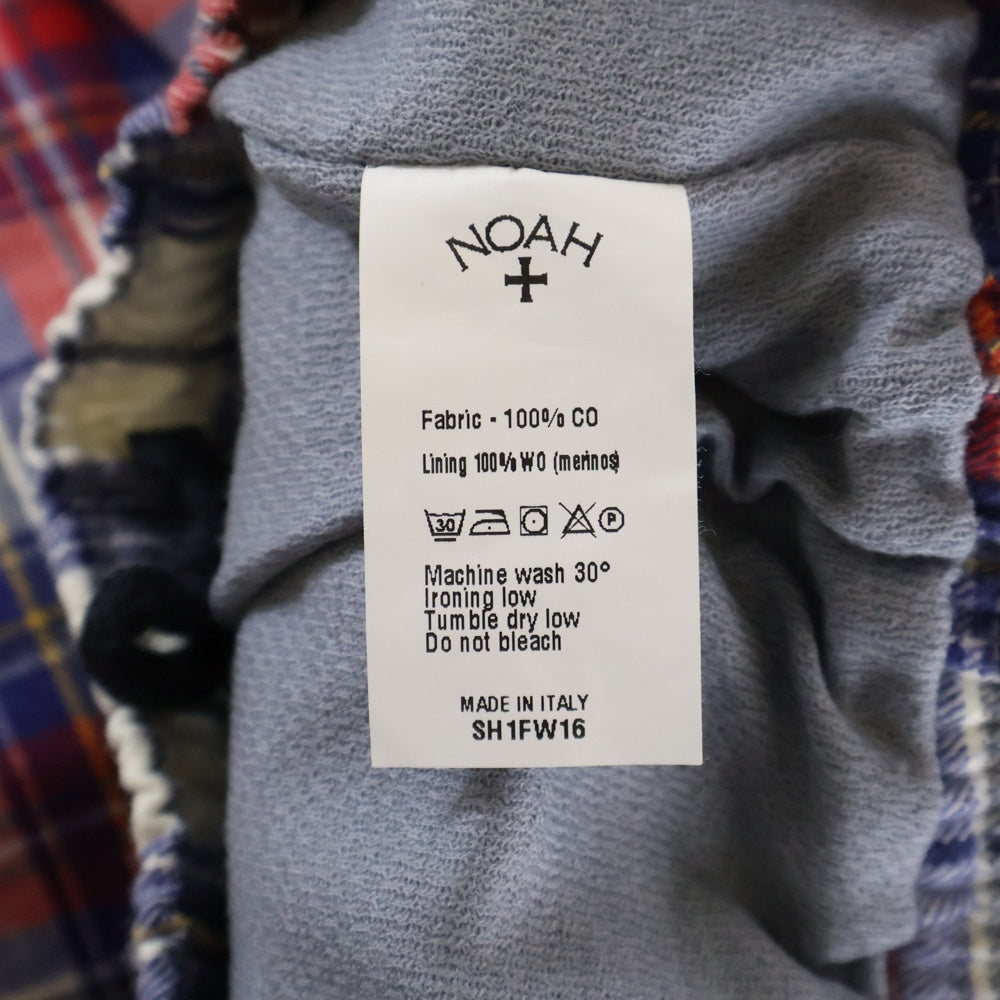 NOAH
Fabric - 100% CO
Lining 100% WO (merinos)
30
P
Machine wash 30°
Ironing low
Tumble dry low
Do not bleach
MADE IN ITALY
SH1FW16